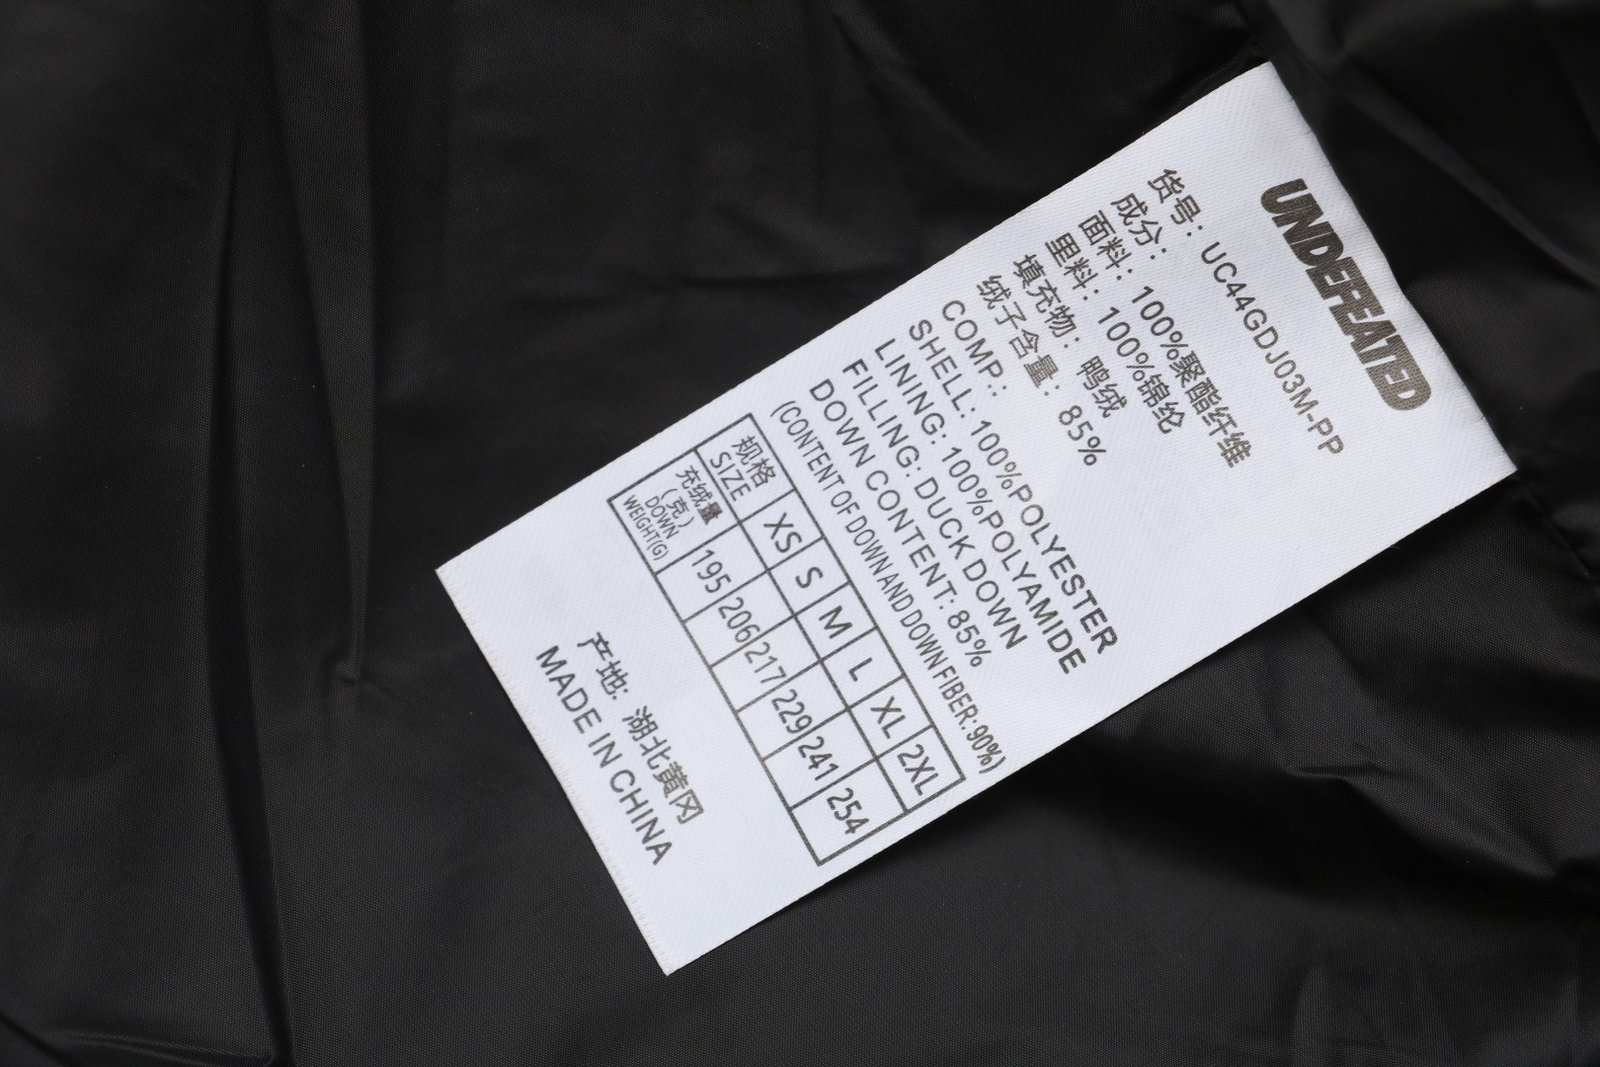 UNDEFEATED
货号: UC44GDJ03M-PP
成分:
面料: 100%聚酯纤维
里料: 100%锦纶
填充物: 鸭绒
绒子含量: 85%
COMP.:
SHELL: 100%POLYESTER
LINING: 100%POLYAMIDE
FILLING: DUCK DOWN
DOWN CONTENT: 85%
(CONTENT OF DOWN AND DOWN FIBER: 90%)
规格 SIZE XS S M L XL 2XL
充绒量 (克) DOWN WEIGHT(G) 195 206 217 229 241 254
产地: 湖北黄冈
MADE IN CHINA